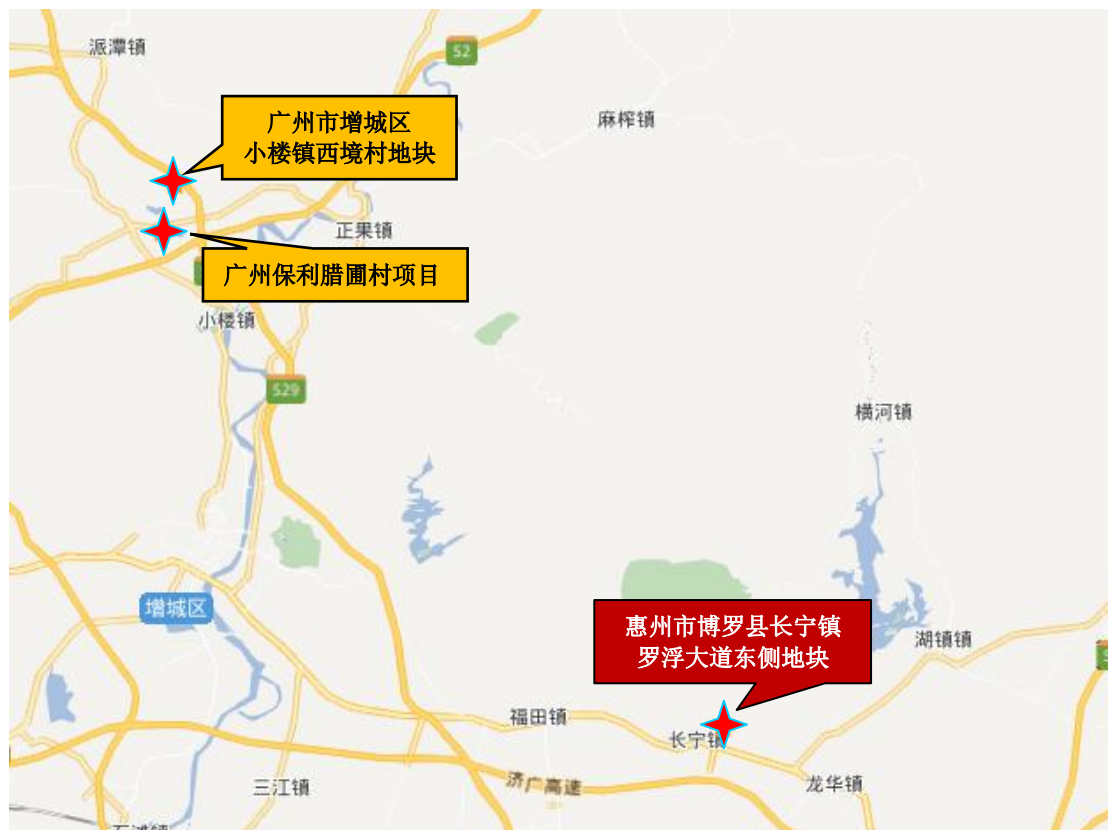 派潭镇
S2
麻榨镇
广州市增城区
小楼镇西境村地块
正果镇
广州保利腊圃村项目
小楼镇
S29
横河镇
增城区
惠州市博罗县长宁镇
罗浮大道东侧地块
湖镇镇
福田镇
长宁镇
济广高速
龙华镇
三江镇
石滩镇